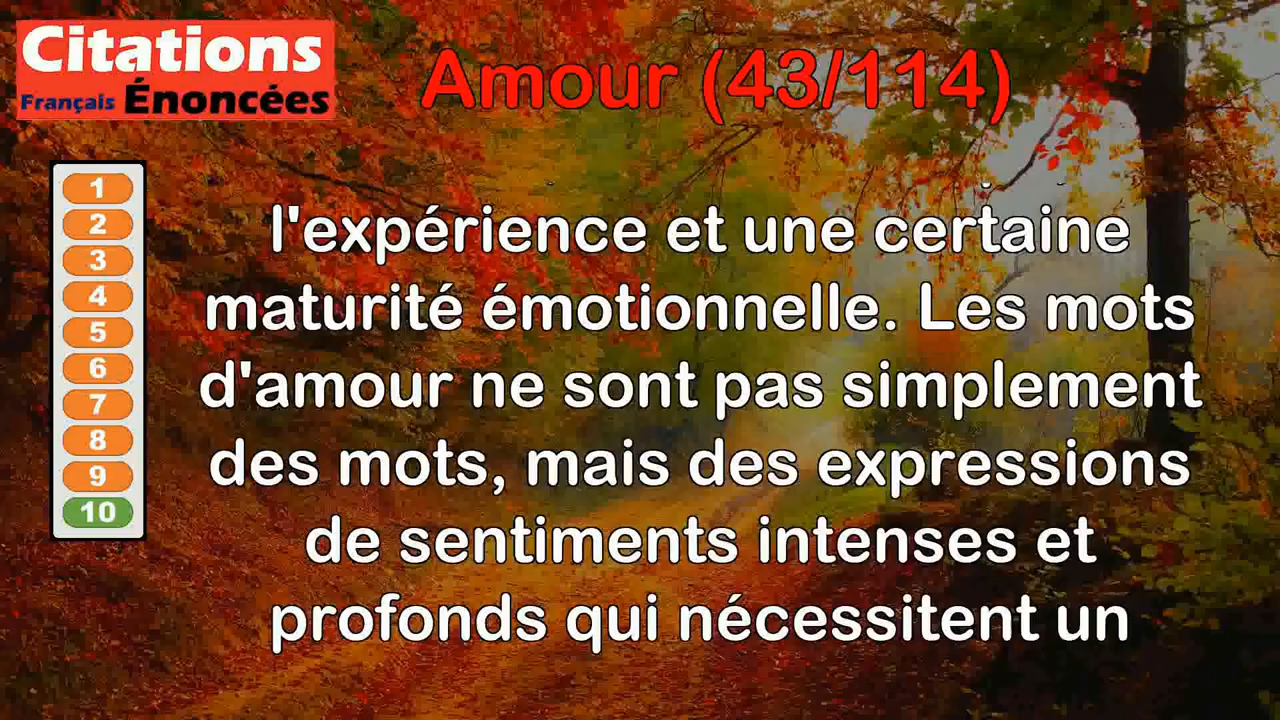 Citations
Français Énoncées
Amour (43/114)
1
2
3
4
5
6
7
8
9
10
l'expérience et une certaine
maturité émotionnelle. Les mots
d'amour ne sont pas simplement
des mots, mais des expressions
de sentiments intenses et
profonds qui nécessitent un